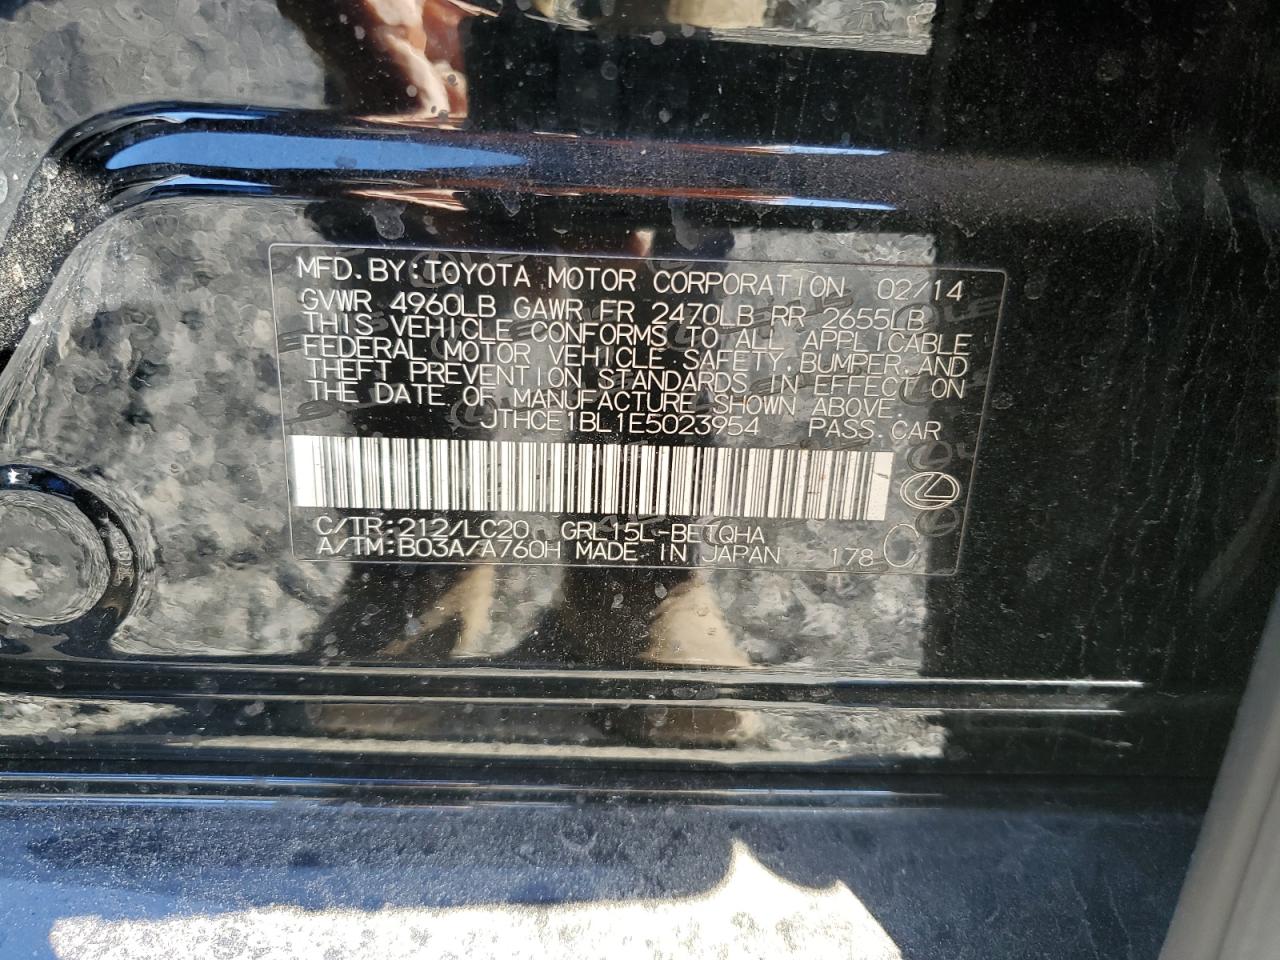 MFD.BY:TOYOTA MOTOR CORPORATION 02/14
GVWR 4960LB GAWR FR 2470LB RR 2655LB
THIS VEHICLE CONFORMS TO ALL APPLICABLE
FEDERAL MOTOR VEHICLE SAFETY,BUMPER,AND
THEFT PREVENTION STANDARDS IN EFFECT ON
THE DATE OF MANUFACTURE SHOWN ABOVE.
JTHCE1BL1E5023954 PASS.CAR
C/TR:212/LC20 GRL15L-BETQHA
A/TM:B03A/A760H MADE IN JAPAN 178